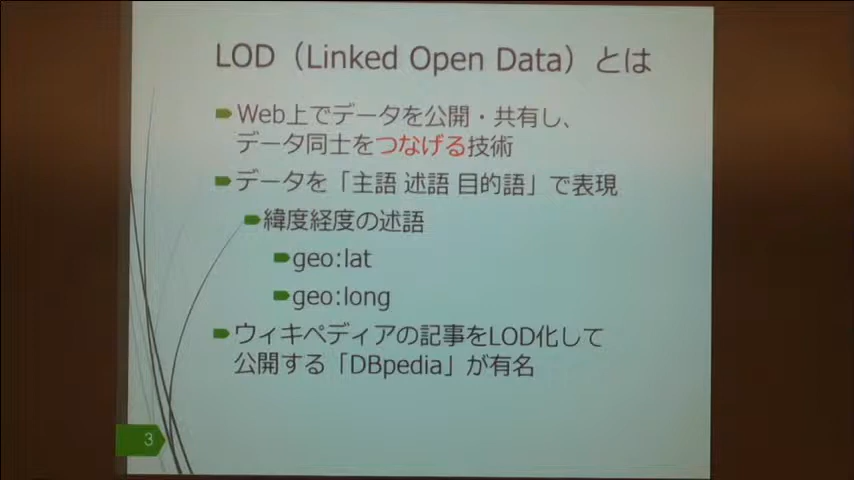 LOD（Linked Open Data）とは
Web上でデータを公開・共有し、
データ同士をつなげる技術
データを「主語 述語 目的語」で表現
緯度経度の述語
geo:lat
geo:long
ウィキペディアの記事をLOD化して
公開する「DBpedia」が有名
3